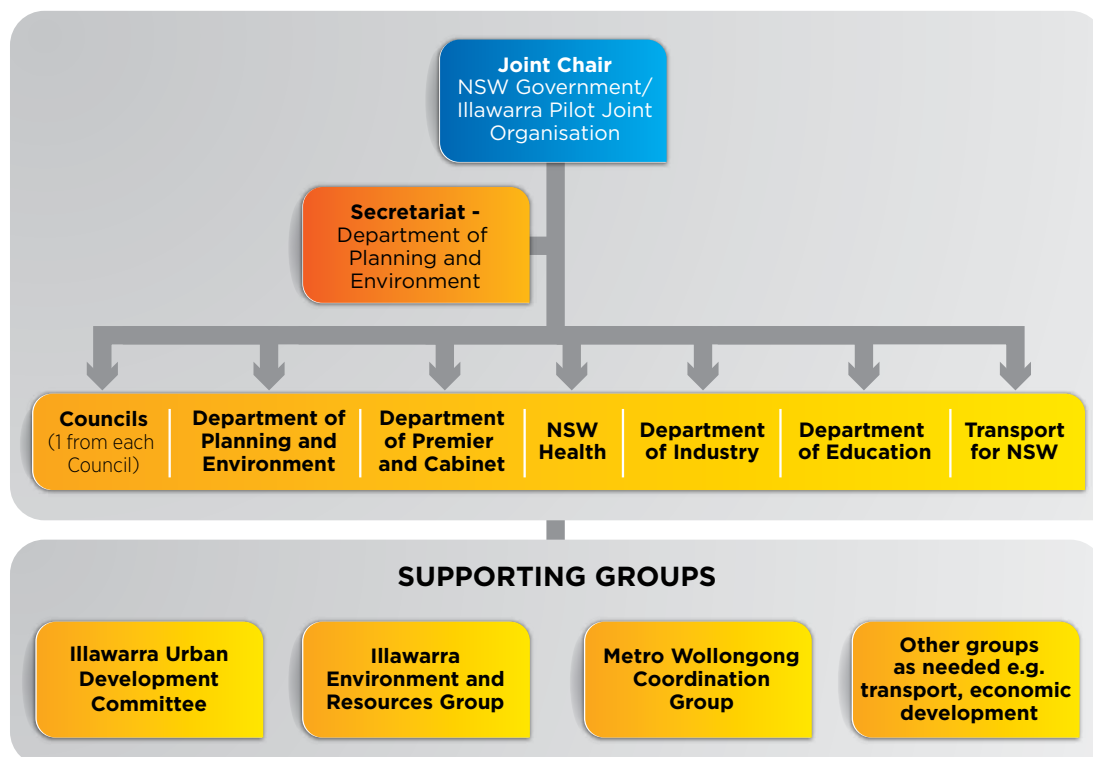 Joint Chair
NSW Government/
Illawarra Pilot Joint
Organisation
Secretariat -
Department of
Planning and
Environment
Councils
(1 from each
Council)
Department of
Planning and
Environment
Department
of Premier
and Cabinet
NSW
Health
Department
of Industry
Department
of Education
Transport
for NSW
SUPPORTING GROUPS
Illawarra Urban
Development
Committee
Illawarra
Environment and
Resources Group
Metro Wollongong
Coordination
Group
Other groups
as needed e.g.
transport, economic
development